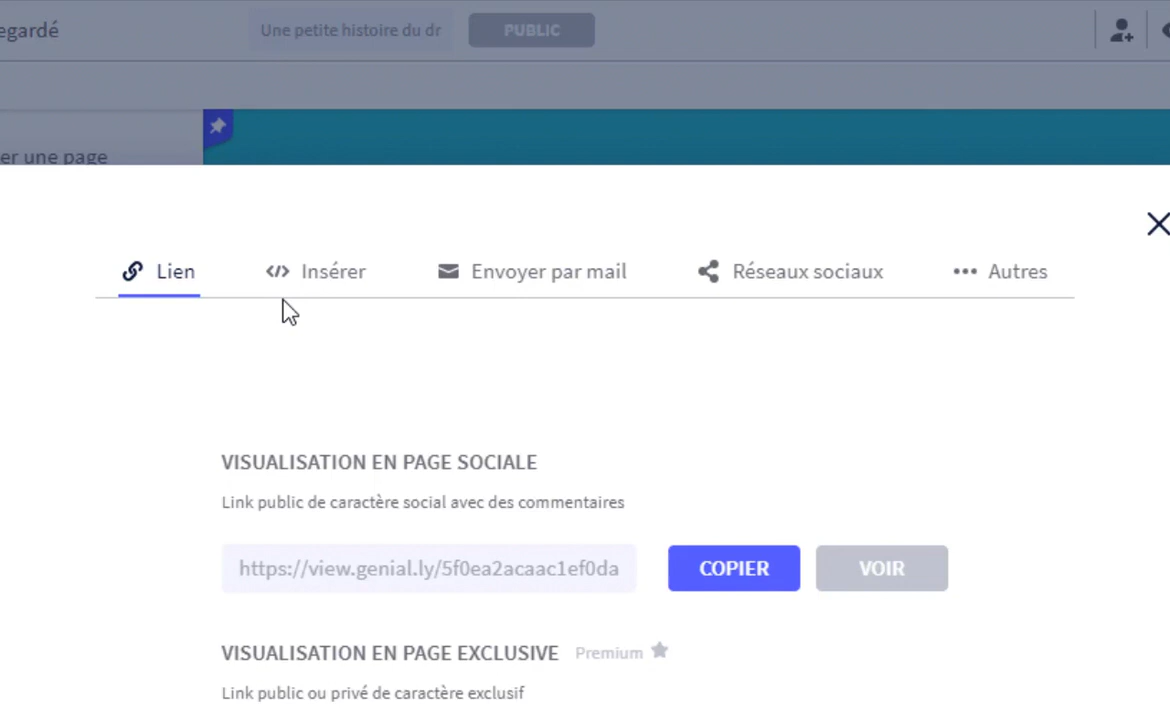 egardé
Une petite histoire du dr
PUBLIC
er une page
Lien
Insérer
Envoyer par mail
Réseaux sociaux
Autres
VISUALISATION EN PAGE SOCIALE
Link public de caractère social avec des commentaires
https://view.genial.ly/5f0ea2acaac1ef0da
COPIER
VOIR
VISUALISATION EN PAGE EXCLUSIVE Premium
Link public ou privé de caractère exclusif